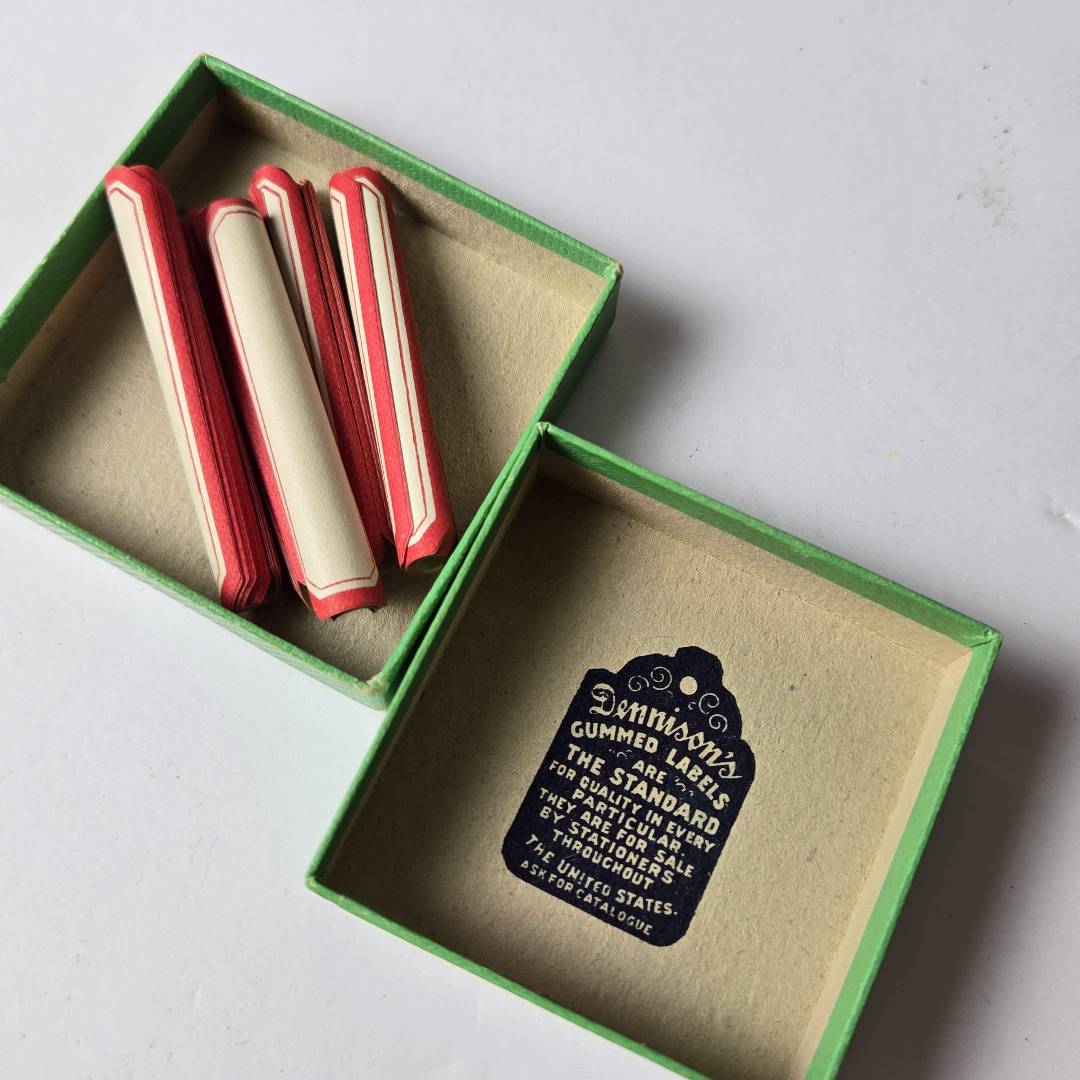 Dennison's
GUMMED LABELS
ARE
THE STANDARD
FOR QUALITY IN EVERY
PARTICULAR.
THEY ARE FOR SALE
BY STATIONERS
THROUGHOUT
THE UNITED STATES.
ASK FOR CATALOGUE